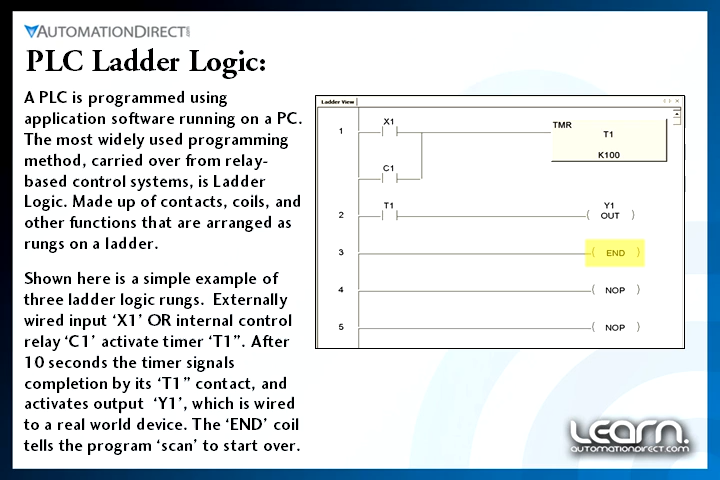 AUTOMATIONDIRECT
PLC Ladder Logic:
A PLC is programmed using
application software running on a PC.
The most widely used programming
method, carried over from relay-
based control systems, is Ladder
Logic. Made up of contacts, coils, and
other functions that are arranged as
rungs on a ladder.
Shown here is a simple example of
three ladder logic rungs.  Externally
wired input ‘X1’ OR internal control
relay ‘C1’ activate timer ‘T1”. After
10 seconds the timer signals
completion by its ‘T1” contact, and
activates output  ‘Y1’, which is wired
to a real world device. The ‘END’ coil
tells the program ‘scan’ to start over.
Ladder View
1
X1
TMR
T1
K100
C1
2
T1
Y1
OUT
3
END
4
NOP
5
NOP
LEARN.
AUTOMATIONDIRECT.COM